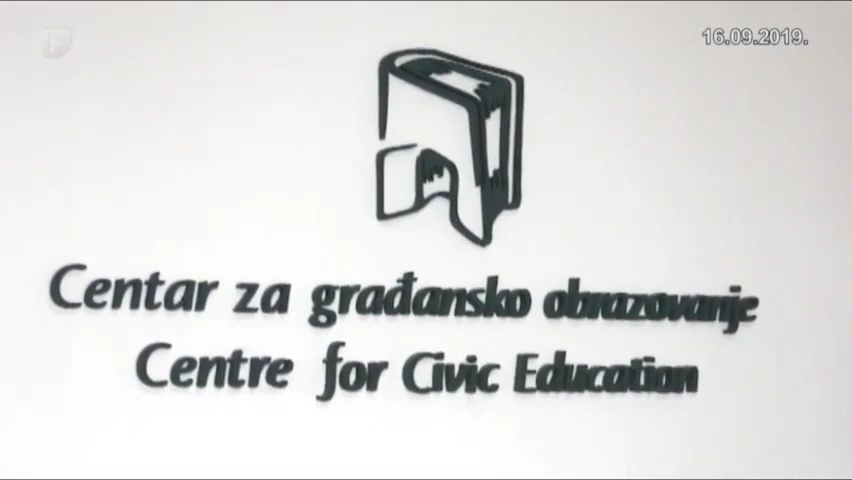 16.09.2019.
Centar za građansko obrazovanje
Centre for Civic Education